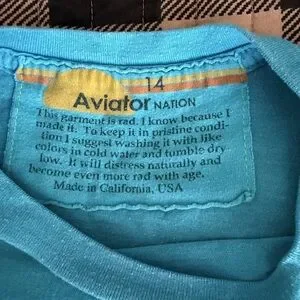 14
Aviator NATION
This garment is rad. I know because I
made it. To keep it in pristine condi-
tion I suggest washing it with like
colors in cold water and tumble dry
low. It will distress naturally and
become even more rad with age.
Made in California, USA